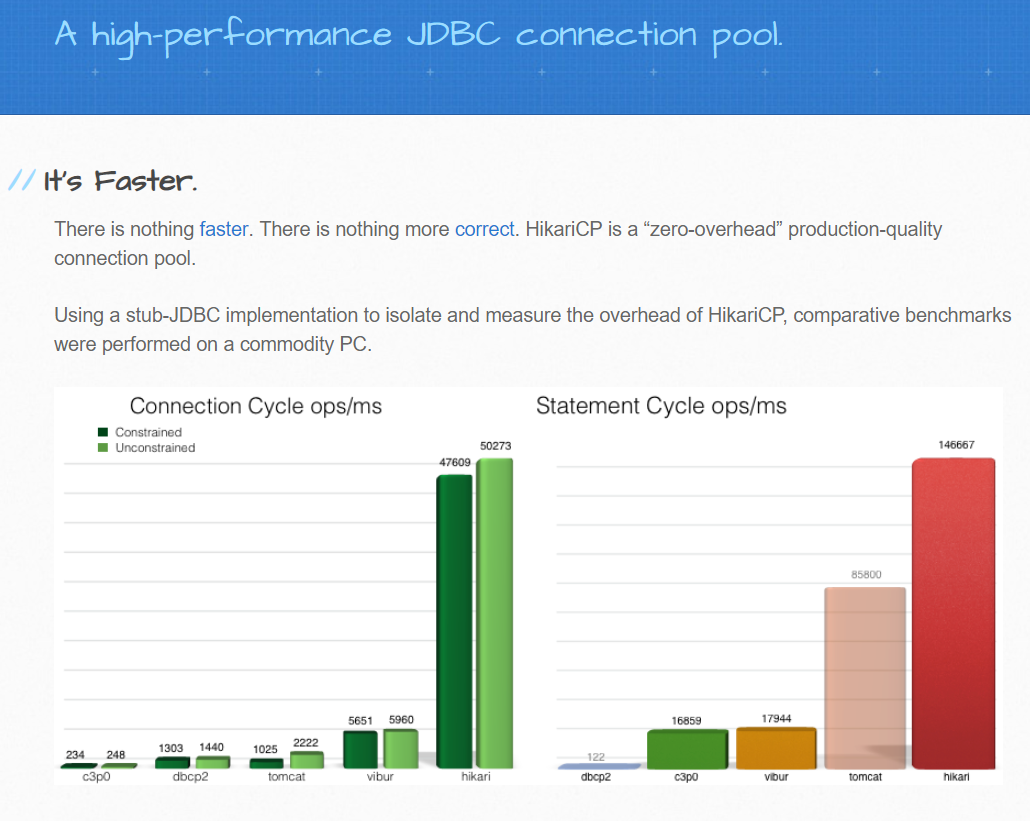 A high-performance JDBC connection pool.
// It's Faster.
There is nothing faster. There is nothing more correct. HikariCP is a “zero-overhead” production-quality
connection pool.
Using a stub-JDBC implementation to isolate and measure the overhead of HikariCP, comparative benchmarks
were performed on a commodity PC.
Connection Cycle ops/ms
Constrained
Unconstrained
234 248 1303 1440 1025 2222 5651 5960 47609 50273
c3p0 dbcp2 tomcat vibur hikari
Statement Cycle ops/ms
122 16859 17944 85800 146667
dbcp2 c3p0 vibur tomcat hikari